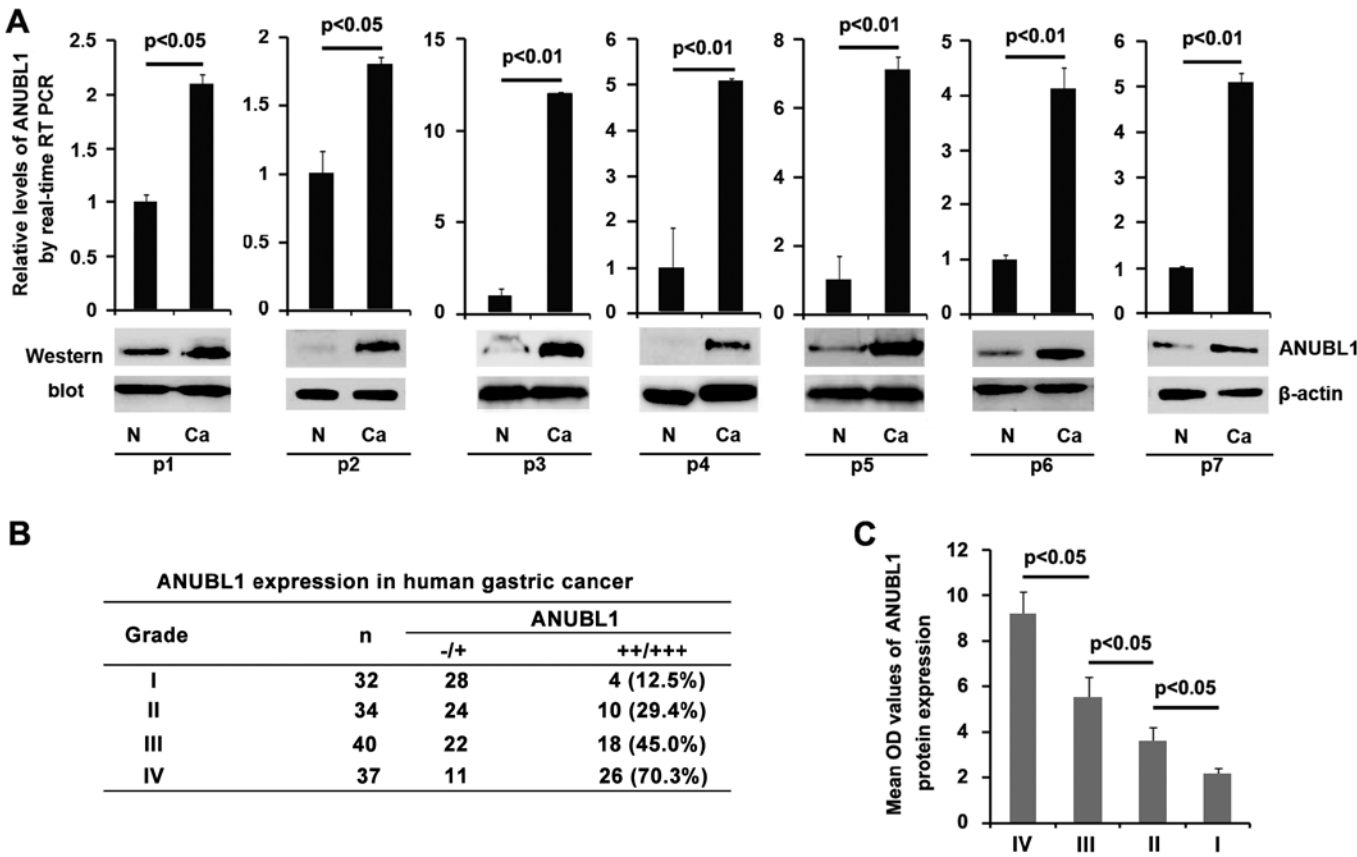 A
Relative levels of ANUBL1
by real-time RT PCR
p<0.05
2.5
2
1.5
1
0.5
0
p<0.05
2
1.5
1
0.5
0
p<0.01
15
12
8
4
0
p<0.01
6
5
4
3
2
1
0
p<0.01
8
6
4
2
0
p<0.01
5
4
3
2
1
0
p<0.01
6
5
4
3
2
1
0
Western
blot
ANUBL1
β-actin
N Ca N Ca N Ca N Ca N Ca N Ca N Ca
p1 p2 p3 p4 p5 p6 p7
B
ANUBL1 expression in human gastric cancer
Grade n ANUBL1
-/+ ++/+++
I 32 28 4 (12.5%)
II 34 24 10 (29.4%)
III 40 22 18 (45.0%)
IV 37 11 26 (70.3%)
C
Mean OD values of ANUBL1
protein expression
12
10
8
6
4
2
0
p<0.05
p<0.05
p<0.05
IV III II I